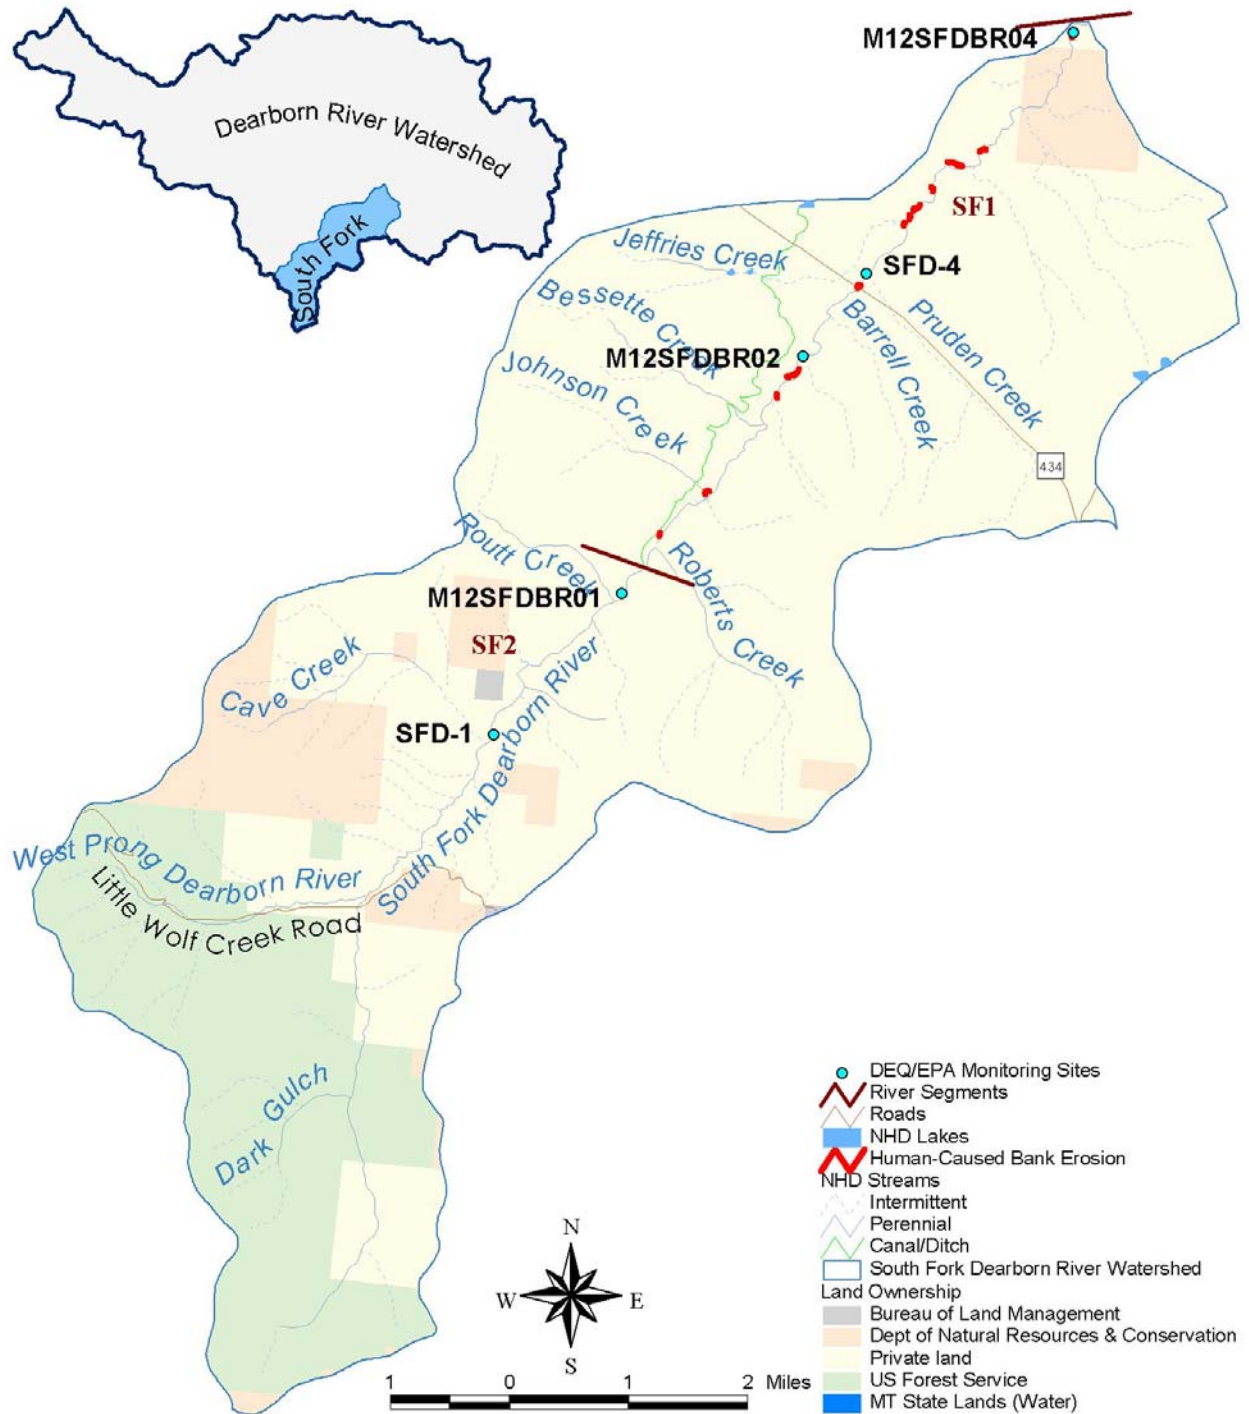 M12SFDBR04
Dearborn River Watershed
South Fork
SF1
Jeffries Creek
SFD-4
Bessette Creek
M12SFDBR02
Barrell Creek
Pruden Creek
Johnson Creek
434
Routt Creek
Roberts Creek
M12SFDBR01
SF2
Cave Creek
SFD-1
South Fork Dearborn River
West Prong Dearborn River
Little Wolf Creek Road
Dark Gulch
DEQ/EPA Monitoring Sites
River Segments
Roads
NHD Lakes
Human-Caused Bank Erosion
NHD Streams
Intermittent
Perennial
Canal/Ditch
South Fork Dearborn River Watershed
Land Ownership
Bureau of Land Management
Dept of Natural Resources & Conservation
Private land
US Forest Service
MT State Lands (Water)
N
W E
S
1 0 1 2 Miles